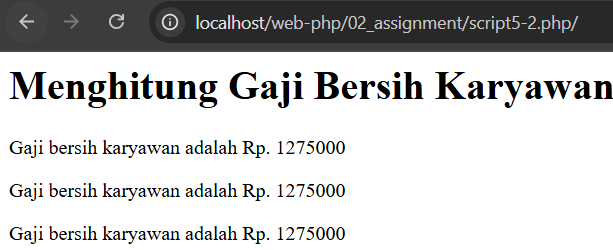 localhost/web-php/02_assignment/script5-2.php/
Menghitung Gaji Bersih Karyawan
Gaji bersih karyawan adalah Rp. 1275000
Gaji bersih karyawan adalah Rp. 1275000
Gaji bersih karyawan adalah Rp. 1275000